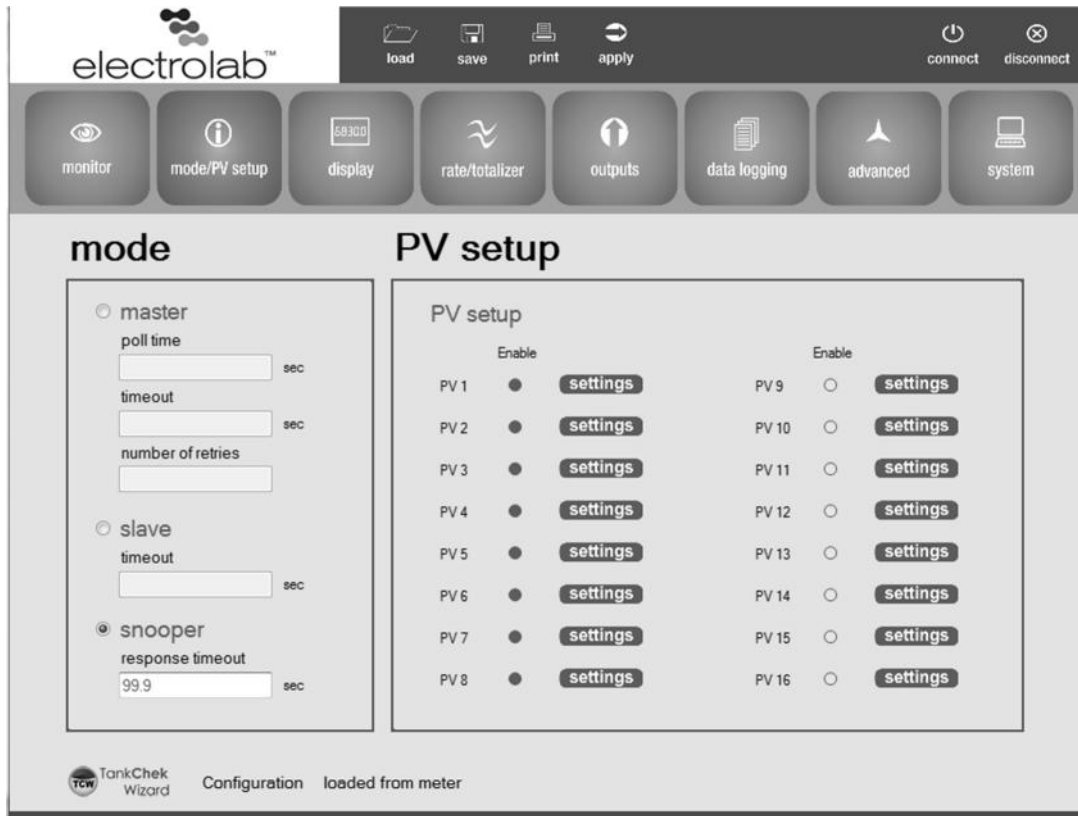 electrolab™
load save print apply connect disconnect
68300
monitor mode/PV setup display rate/totalizer outputs data logging advanced system
mode
master
poll time
sec
timeout
sec
number of retries
slave
timeout
sec
snooper
response timeout
99.9 sec
PV setup
PV setup
Enable Enable
PV 1 settings PV 9 settings
PV 2 settings PV 10 settings
PV 3 settings PV 11 settings
PV 4 settings PV 12 settings
PV 5 settings PV 13 settings
PV 6 settings PV 14 settings
PV 7 settings PV 15 settings
PV 8 settings PV 16 settings
TCW TankChek
Wizard
Configuration loaded from meter